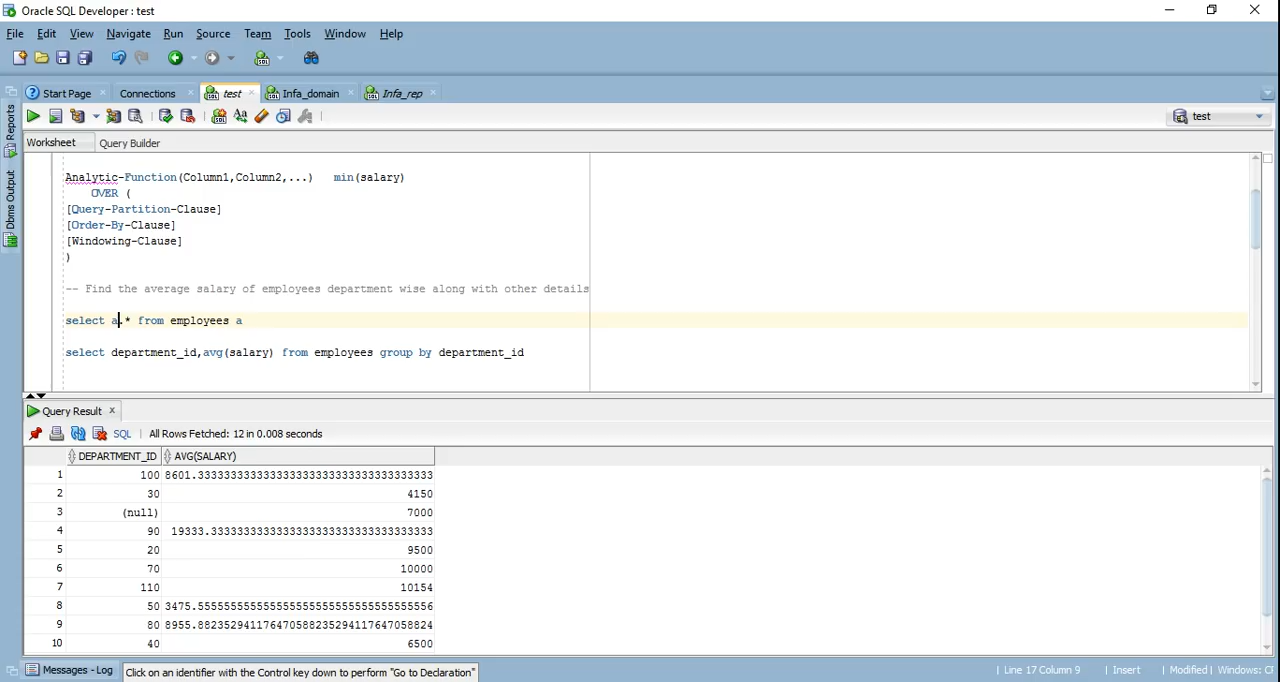 Oracle SQL Developer : test
File Edit View Navigate Run Source Team Tools Window Help
Start Page Connections test Infa_domain Infa_rep
test
Reports
Dbms Output
Worksheet Query Builder
Analytic-Function(Column1,Column2,...) min(salary)
OVER (
[Query-Partition-Clause]
[Order-By-Clause]
[Windowing-Clause]
)
-- Find the average salary of employees department wise along with other details
select a.* from employees a
select department_id,avg(salary) from employees group by department_id
Query Result
SQL All Rows Fetched: 12 in 0.008 seconds
DEPARTMENT_ID AVG(SALARY)
1 100 8601.333333333333333333333333333333333333
2 30 4150
3 (null) 7000
4 90 19333.3333333333333333333333333333333333
5 20 9500
6 70 10000
7 110 10154
8 50 3475.555555555555555555555555555555555556
9 80 8955.882352941176470588235294117647058824
10 40 6500
Messages - Log Click on an identifier with the Control key down to perform "Go to Declaration" Line 17 Column 9 Insert Modified Windows: CF